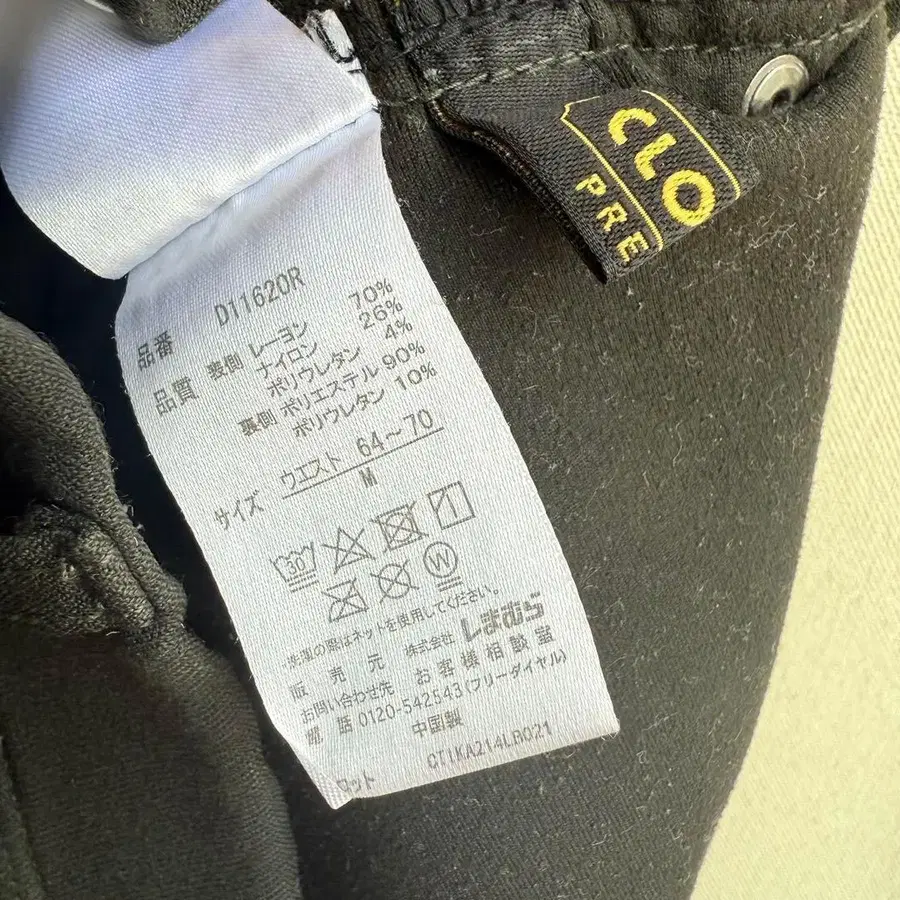 CLO
PRE
品番 D11620R
品質 表側 レーヨン 70%
ナイロン 26%
ポリウレタン 4%
裏側 ポリエステル 90%
ポリウレタン 10%
サイズ ウエスト 64～70
M
30
W
洗濯の際はネットを使用してください。
販売元 株式会社 しまむら
お問い合わせ先 お客様相談室
電話 0120-542543(フリーダイヤル)
中国製
ロット